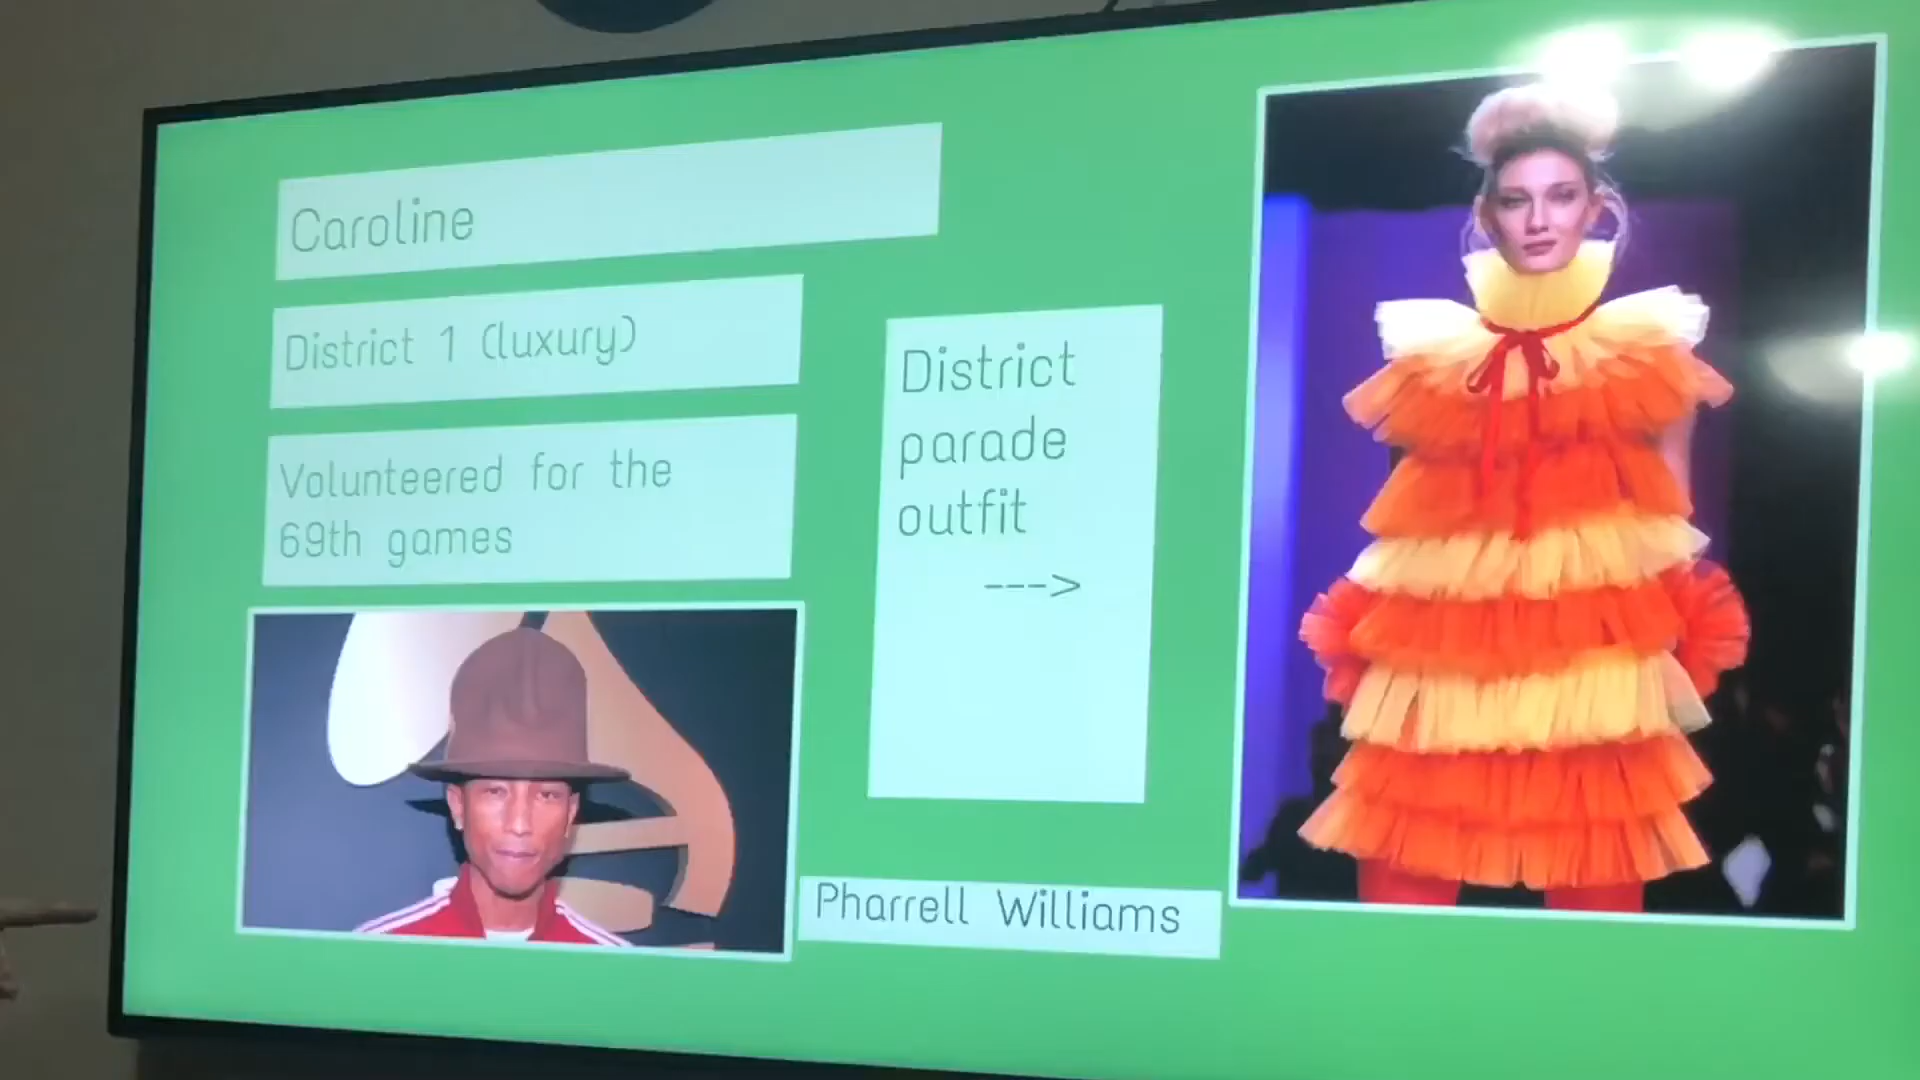 Caroline
District 1 (luxury)
Volunteered for the
69th games
District
parade
outfit
--->
Pharrell Williams